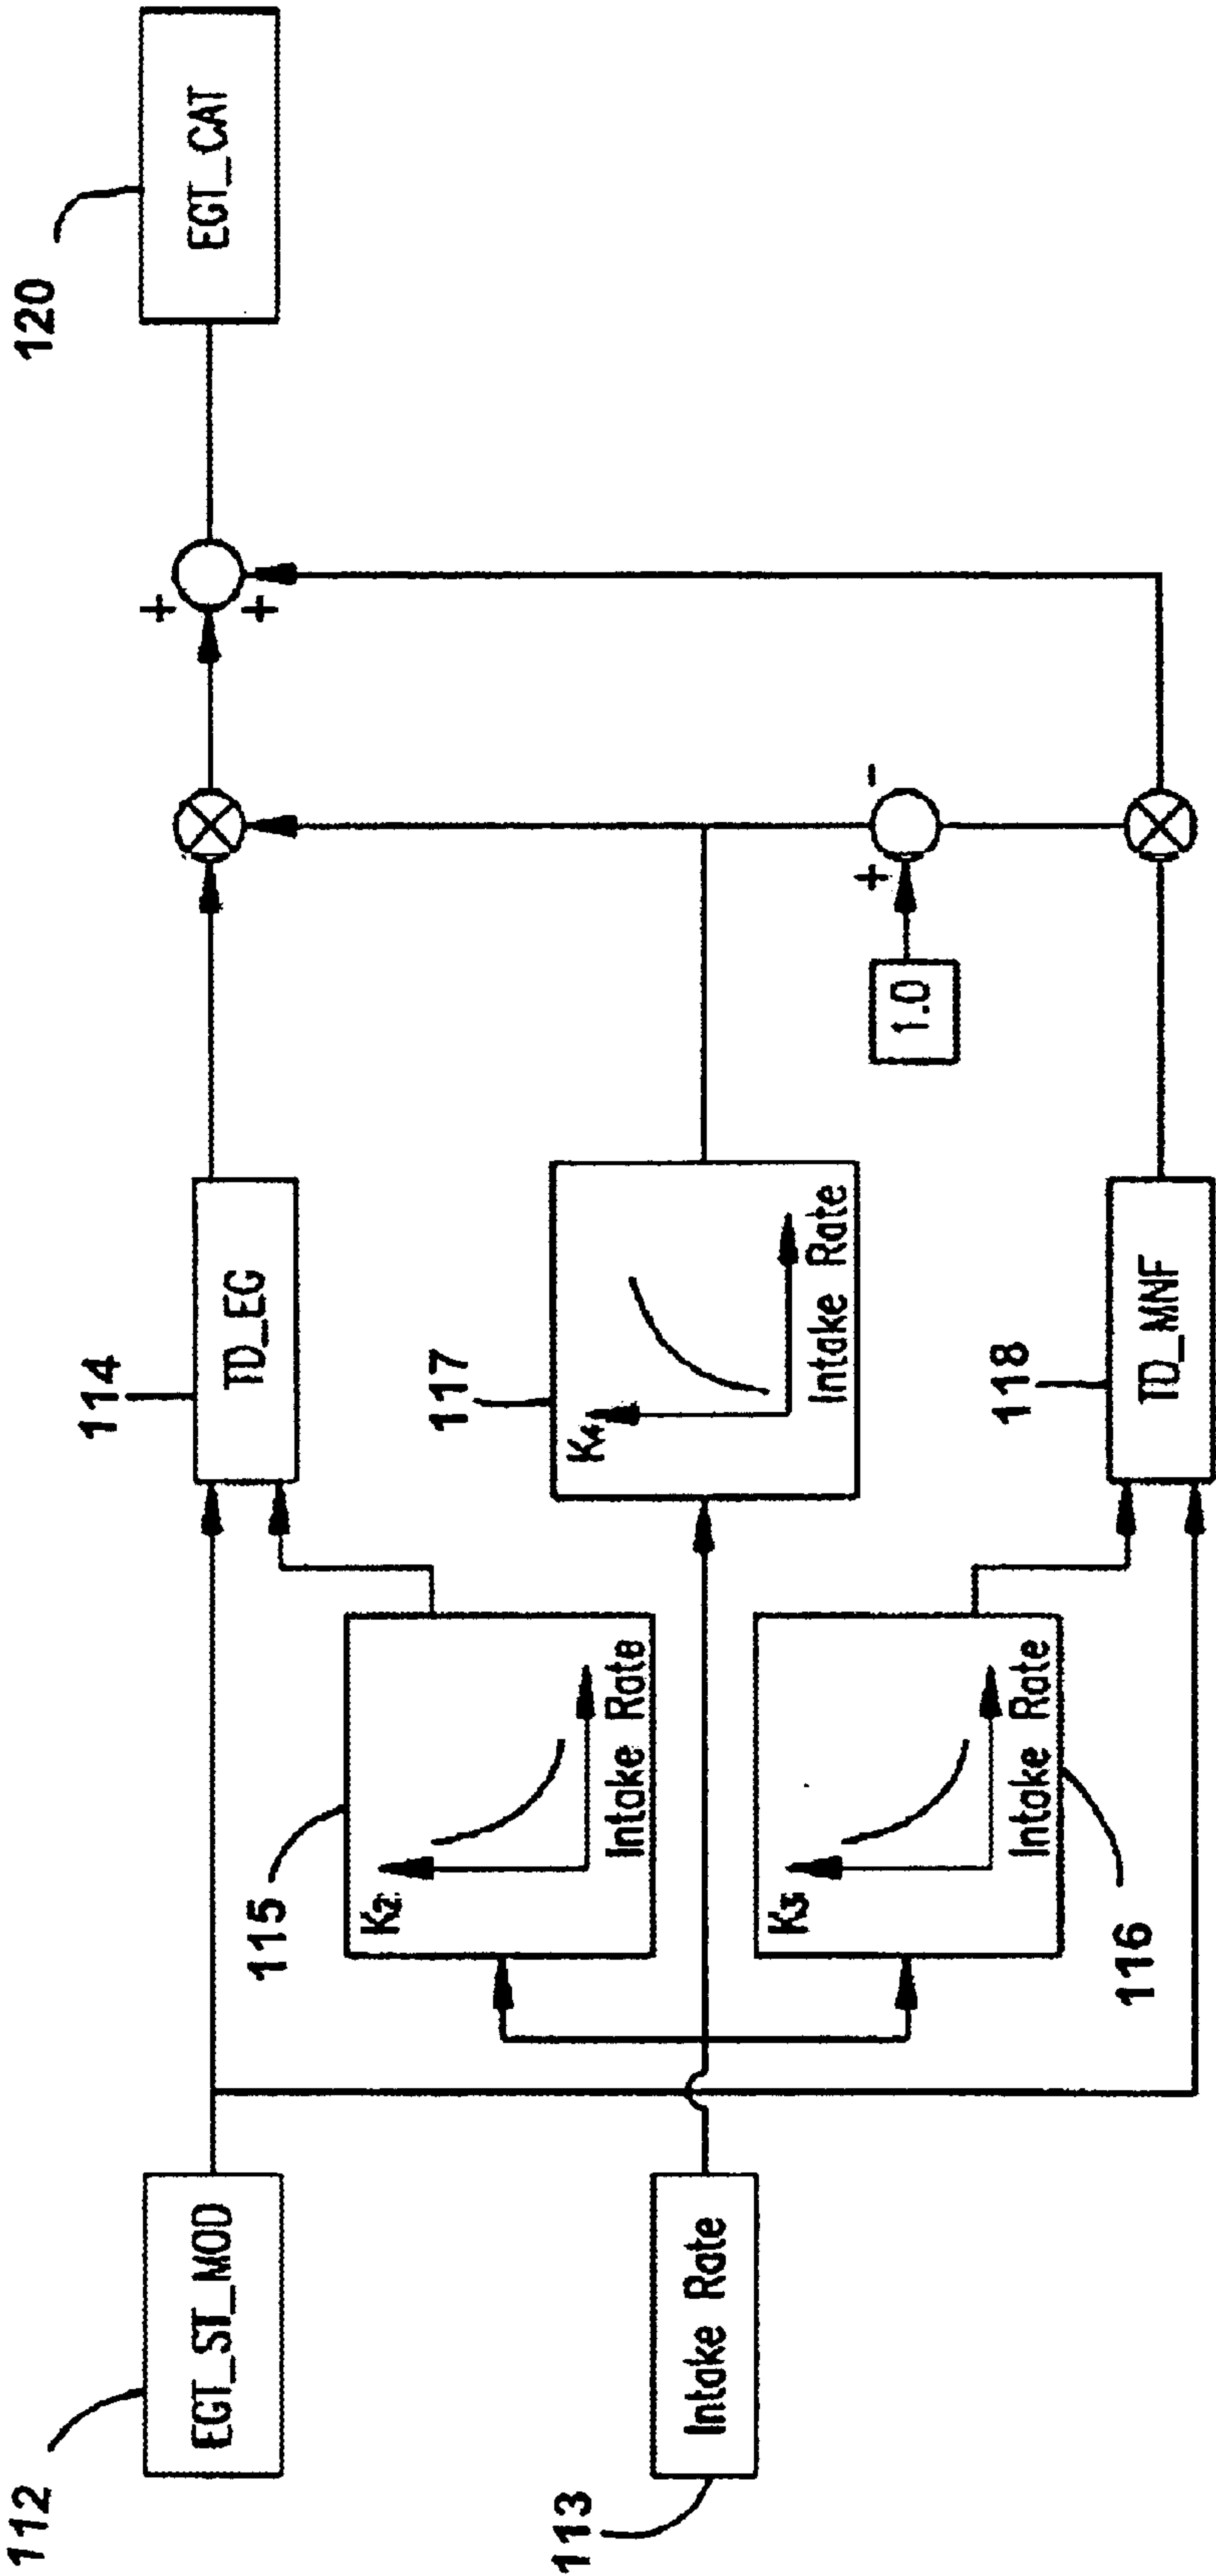 112
EGT_ST_MOD
113
Intake Rate
115
K2
Intake Rate
116
K3
Intake Rate
114
TD_EG
117
K4
Intake Rate
118
TD_MNF
1.0
+
-
+
+
120
EGT_CAT